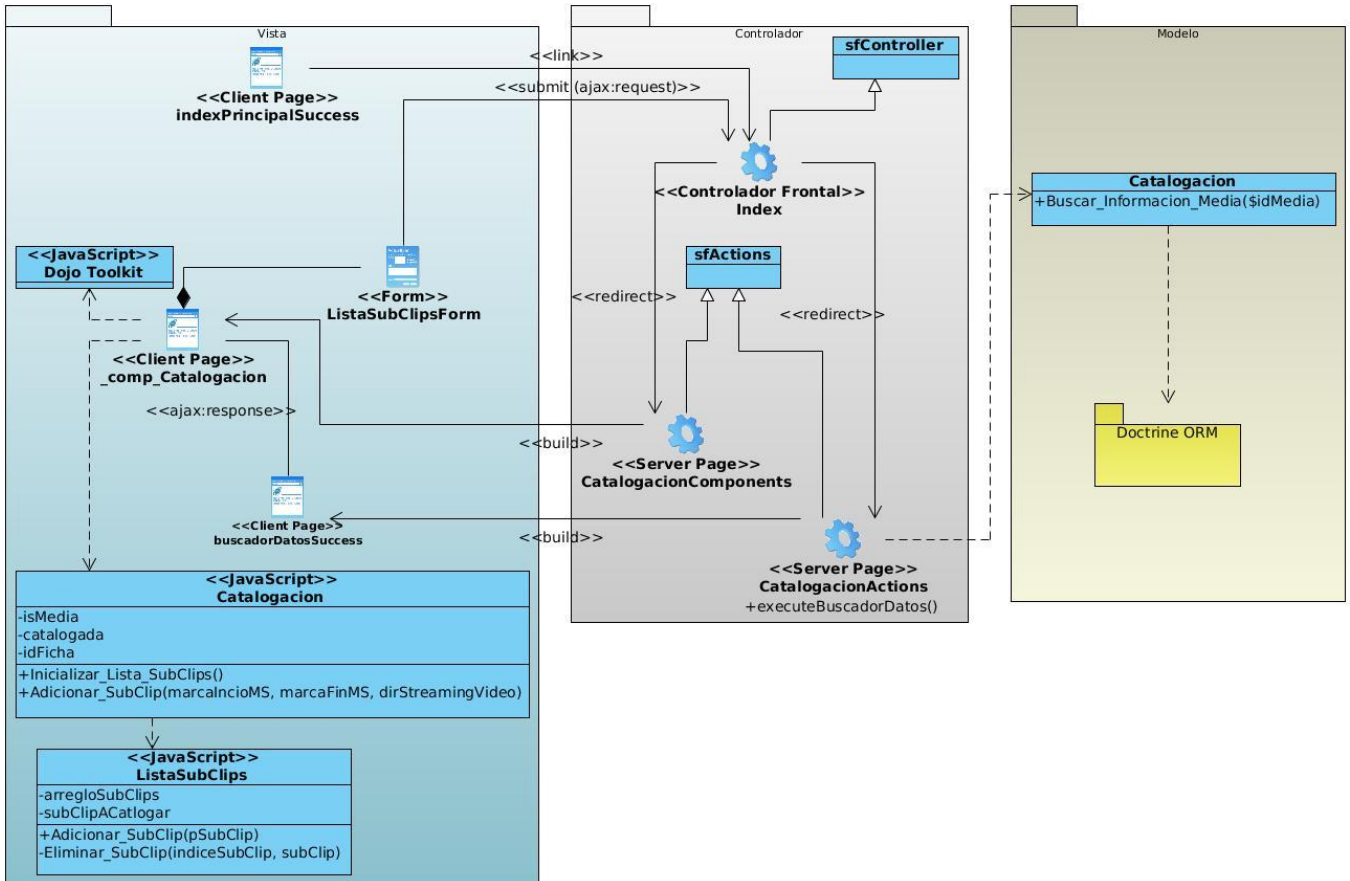 Vista
<<Client Page>>
indexPrincipalSuccess
<<link>>
<<submit (ajax:request)>>
<<JavaScript>>
Dojo Toolkit
<<Form>>
ListaSubClipsForm
<<Client Page>>
_comp_Catalogacion
<<ajax:response>>
<<Client Page>>
buscadorDatosSuccess
<<JavaScript>>
Catalogacion
-isMedia
-catalogada
-idFicha
+Inicializar_Lista_SubClips()
+Adicionar_SubClip(marcaIncioMS, marcaFinMS, dirStreamingVideo)
<<JavaScript>>
ListaSubClips
-arregloSubClips
-subClipACatlogar
+Adicionar_SubClip(pSubClip)
-Eliminar_SubClip(indiceSubClip, subClip)
Controlador
sfController
<<Controlador Frontal>>
Index
sfActions
<<redirect>>
<<redirect>>
<<build>>
<<Server Page>>
CatalogacionComponents
<<build>>
<<Server Page>>
CatalogacionActions
+executeBuscadorDatos()
Modelo
Catalogacion
+Buscar_Informacion_Media($idMedia)
Doctrine ORM